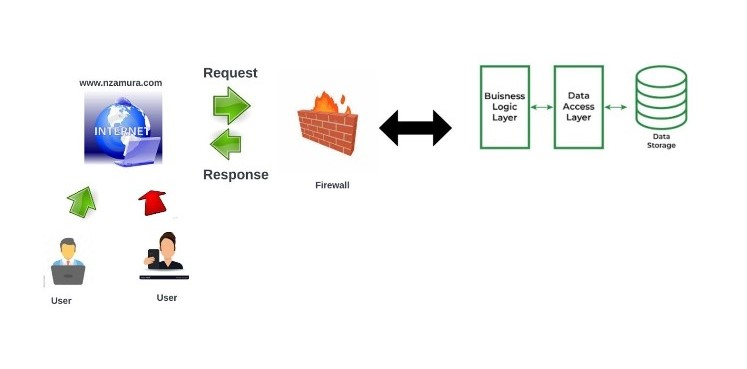 www.nzamura.com
INTERNET
Request
Response
Firewall
Buisness
Logic
Layer
Data
Access
Layer
Data
Storage
User
User